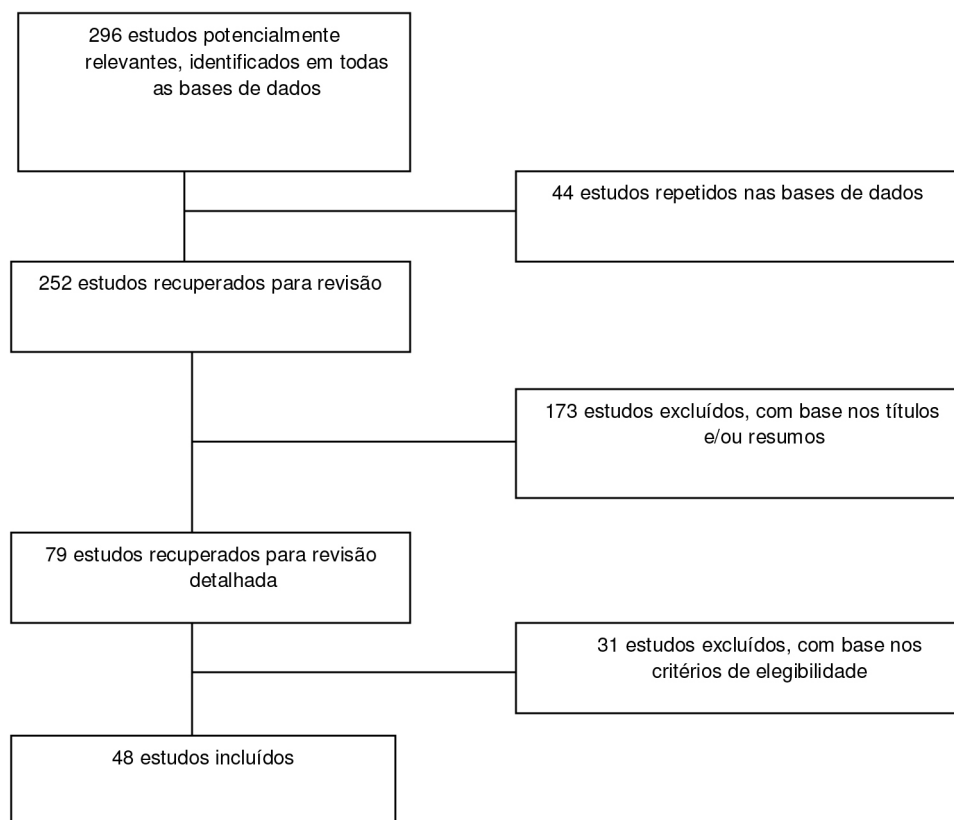 296 estudos potencialmente
relevantes, identificados em todas
as bases de dados
44 estudos repetidos nas bases de dados
252 estudos recuperados para revisão
173 estudos excluídos, com base nos títulos
e/ou resumos
79 estudos recuperados para revisão
detalhada
31 estudos excluídos, com base nos
critérios de elegibilidade
48 estudos incluídos